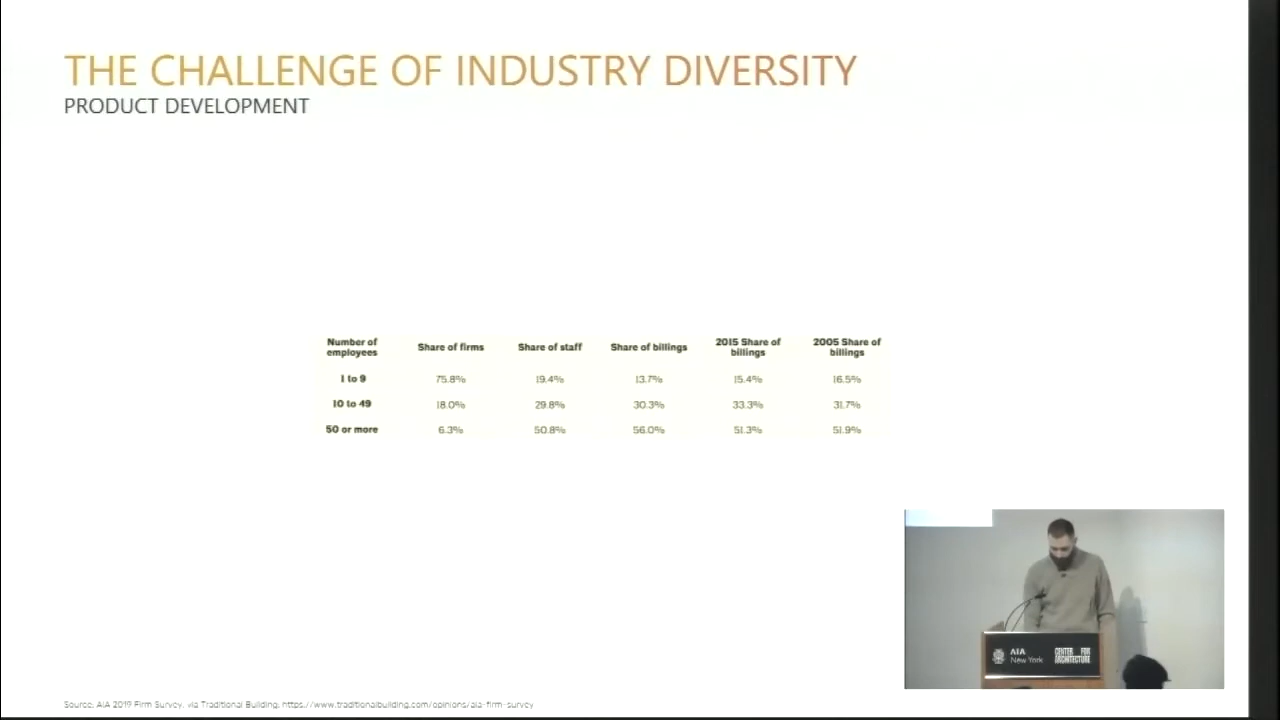 THE CHALLENGE OF INDUSTRY DIVERSITY
PRODUCT DEVELOPMENT
Number of employees Share of firms Share of staff Share of billings 2015 Share of billings 2005 Share of billings
1 to 9 75.8% 19.4% 13.7% 15.4% 16.5%
10 to 49 18.0% 29.8% 30.3% 33.3% 31.7%
50 or more 6.3% 50.8% 56.0% 51.3% 51.9%
AIA
New York
CENTER FOR
ARCHITECTURE
Source: AIA 2019 Firm Survey, via Traditional Building, https://www.traditionalbuilding.com/opinions/aia-firm-survey